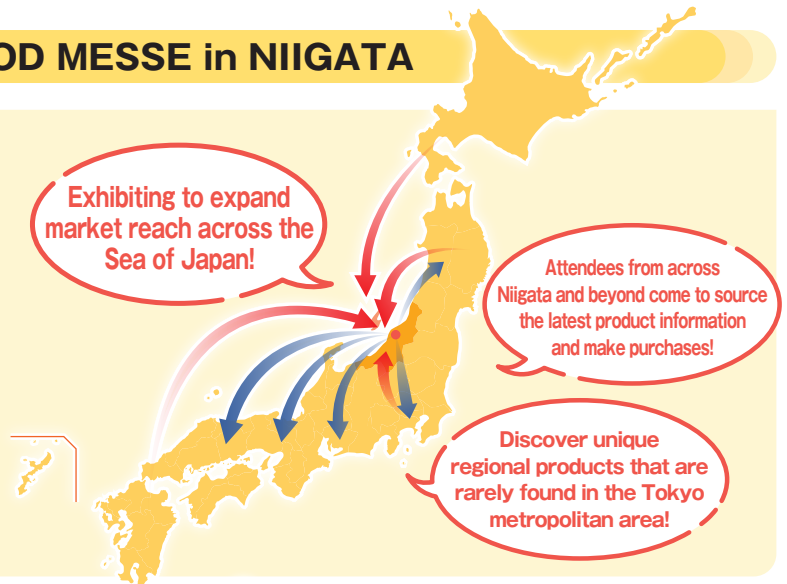 OD MESSE in NIIGATA
Exhibiting to expand
market reach across the
Sea of Japan!
Attendees from across
Niigata and beyond come to source
the latest product information
and make purchases!
Discover unique
regional products that are
rarely found in the Tokyo
metropolitan area!